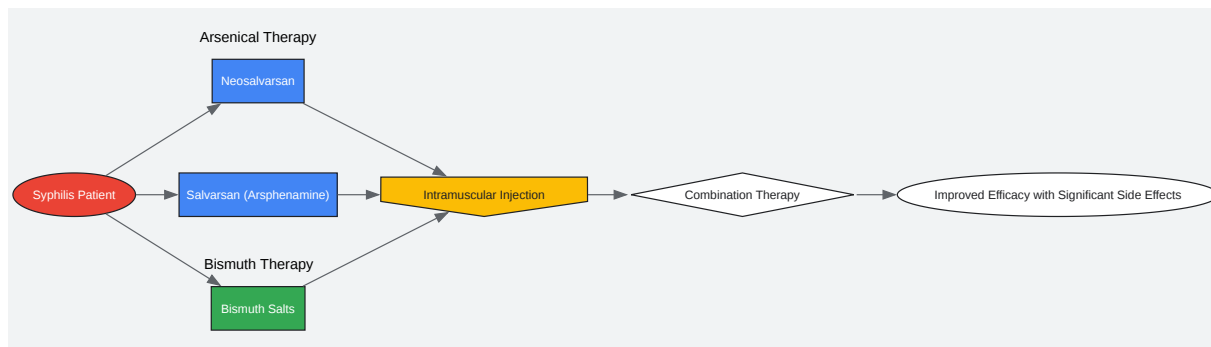 Arsenical Therapy
Neosalvarsan
Syphilis Patient
Salvarsan (Arsphenamine)
Intramuscular Injection
Combination Therapy
Improved Efficacy with Significant Side Effects
Bismuth Therapy
Bismuth Salts